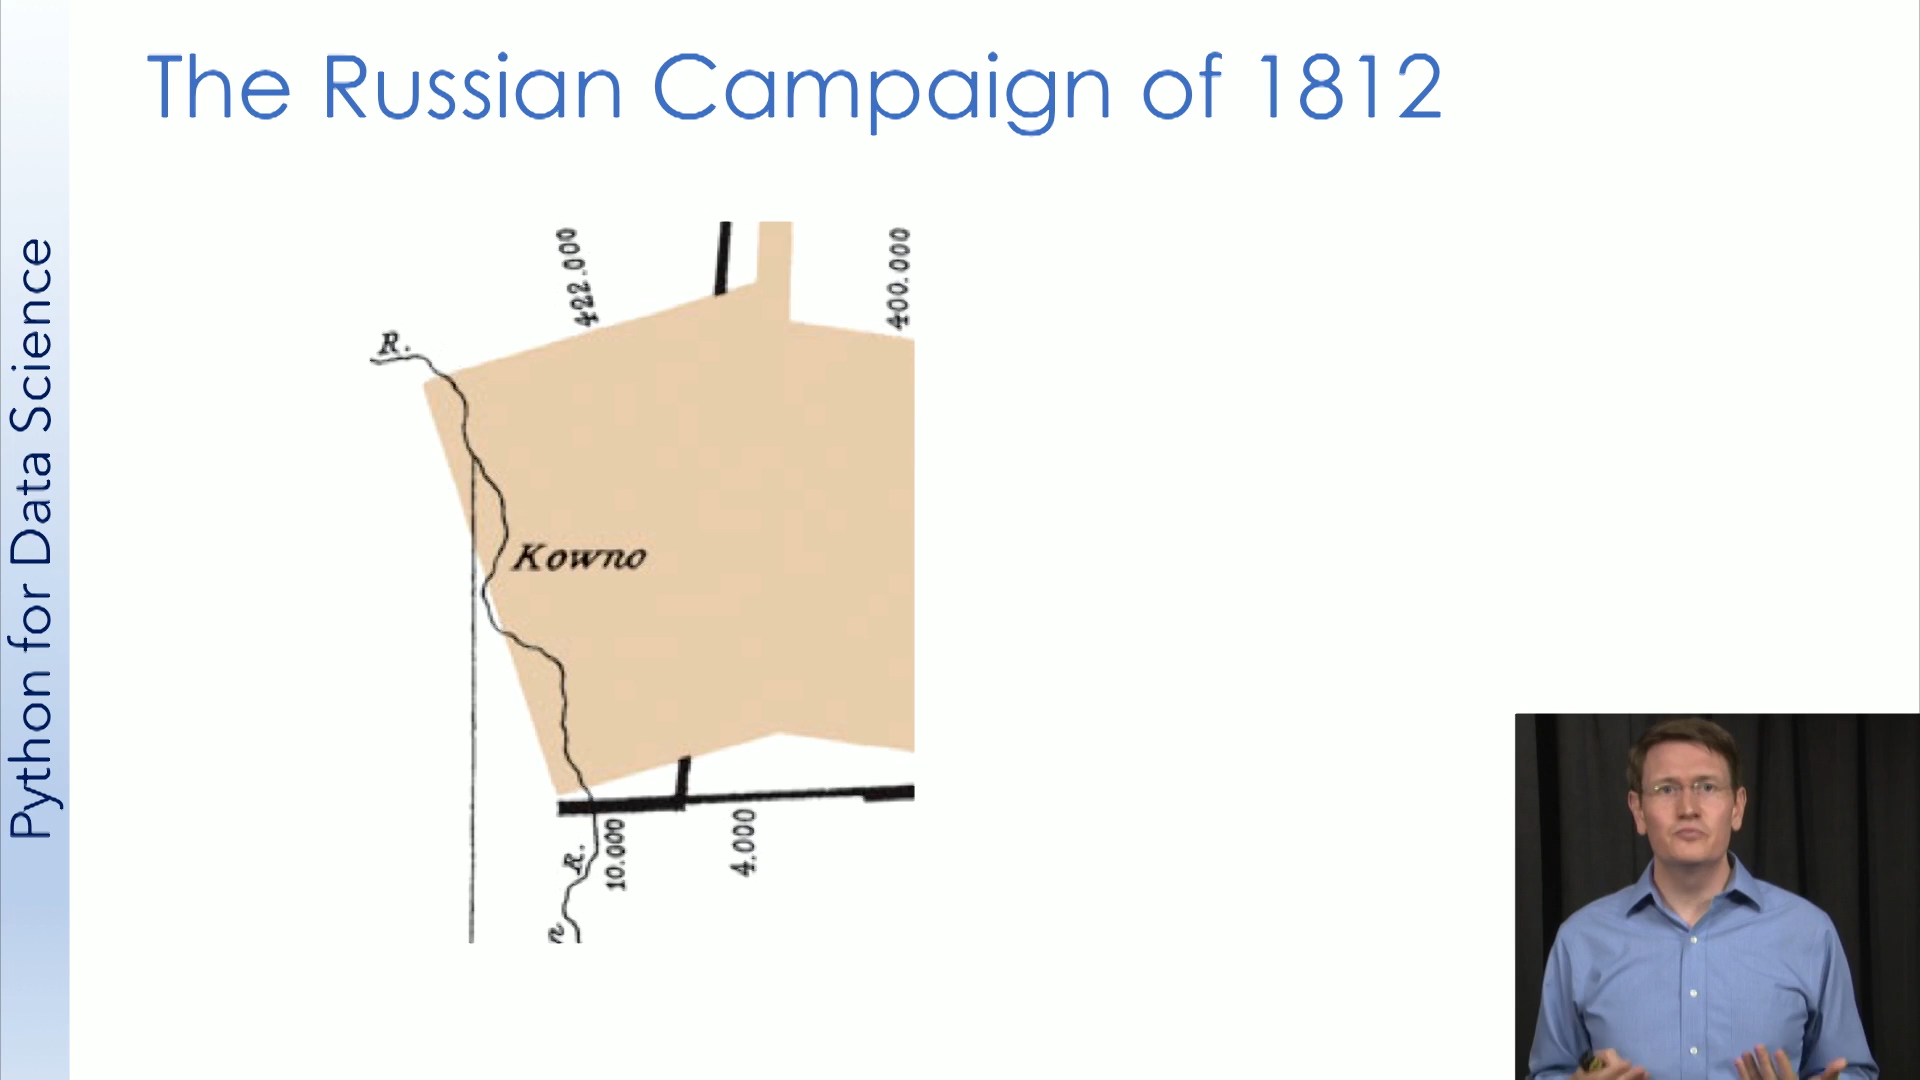 The Russian Campaign of 1812
Python for Data Science
422.000
400.000
R.
Kowno
10.000
4.000
R.
n